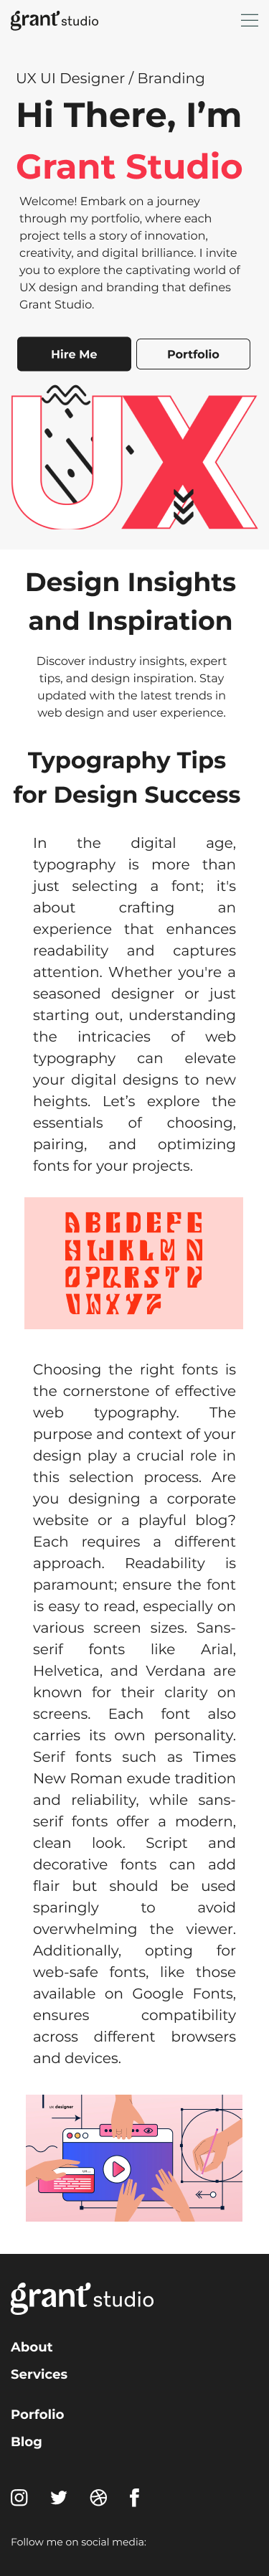 grant studio
UX UI Designer / Branding
Hi There, I’m
Grant Studio
Welcome! Embark on a journey
through my portfolio, where each
project tells a story of innovation,
creativity, and digital brilliance. I invite
you to explore the captivating world of
UX design and branding that defines
Grant Studio.
Hire Me
Portfolio
UX
Design Insights
and Inspiration
Discover industry insights, expert
tips, and design inspiration. Stay
updated with the latest trends in
web design and user experience.
Typography Tips
for Design Success
In the digital age,
typography is more than
just selecting a font; it's
about crafting an
experience that enhances
readability and captures
attention. Whether you're a
seasoned designer or just
starting out, understanding
the intricacies of web
typography can elevate
your digital designs to new
heights. Let’s explore the
essentials of choosing,
pairing, and optimizing
fonts for your projects.
ABCDEFG
HIJKLMN
OPQRSTU
VWXYZ
Choosing the right fonts is
the cornerstone of effective
web typography. The
purpose and context of your
design play a crucial role in
this selection process. Are
you designing a corporate
website or a playful blog?
Each requires a different
approach. Readability is
paramount; ensure the font
is easy to read, especially on
various screen sizes. Sans-
serif fonts like Arial,
Helvetica, and Verdana are
known for their clarity on
screens. Each font also
carries its own personality.
Serif fonts such as Times
New Roman exude tradition
and reliability, while sans-
serif fonts offer a modern,
clean look. Script and
decorative fonts can add
flair but should be used
sparingly to avoid
overwhelming the viewer.
Additionally, opting for
web-safe fonts, like those
available on Google Fonts,
ensures compatibility
across different browsers
and devices.
ux designer
grant studio
About
Services
Porfolio
Blog
Follow me on social media: